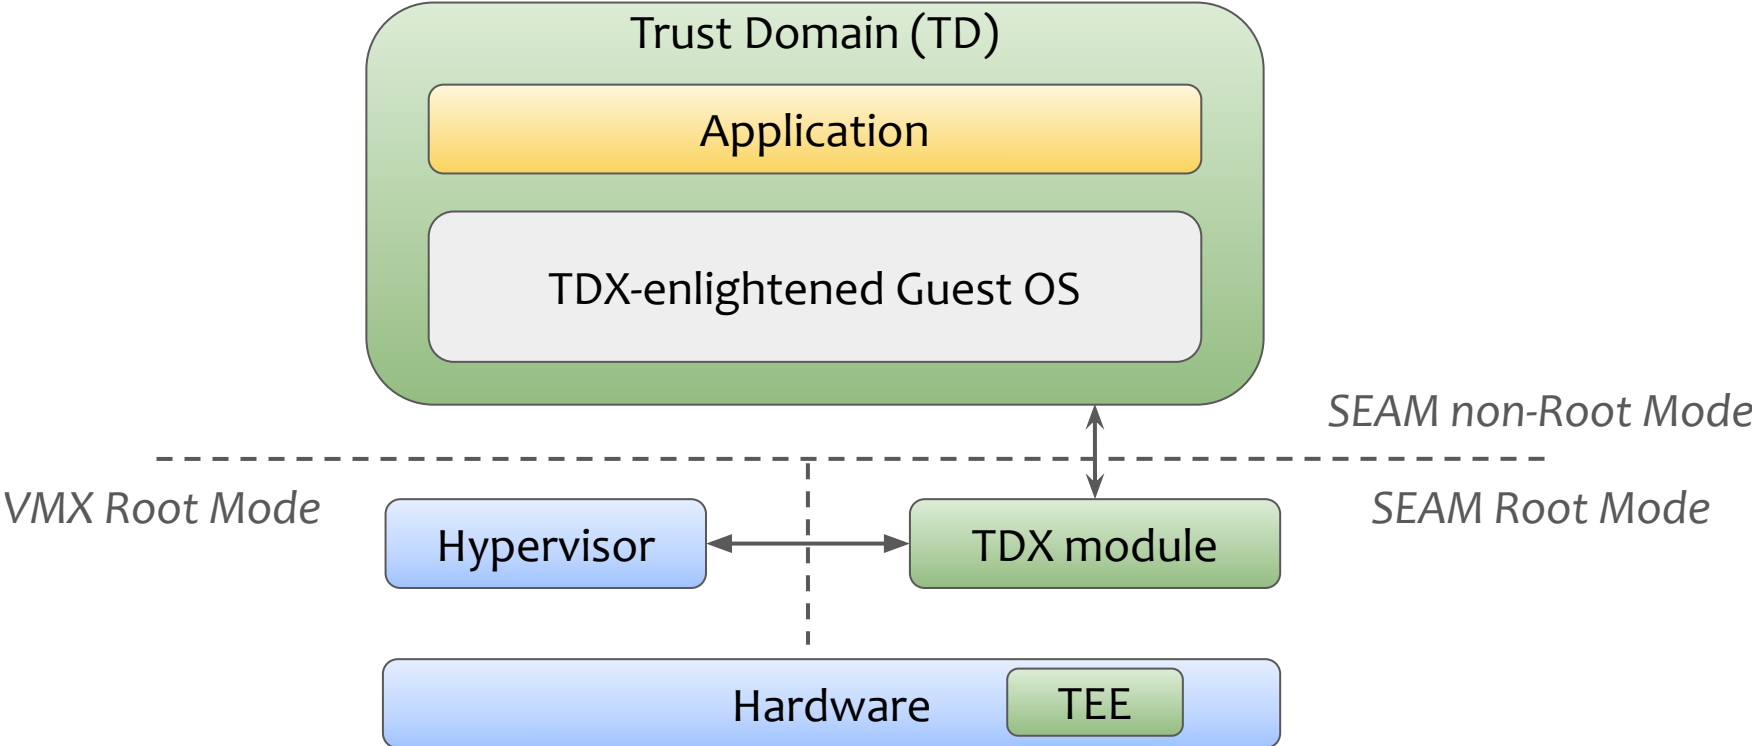 Trust Domain (TD)
Application
TDX-enlightened Guest OS
SEAM non-Root Mode
VMX Root Mode
SEAM Root Mode
Hypervisor
TDX module
Hardware
TEE